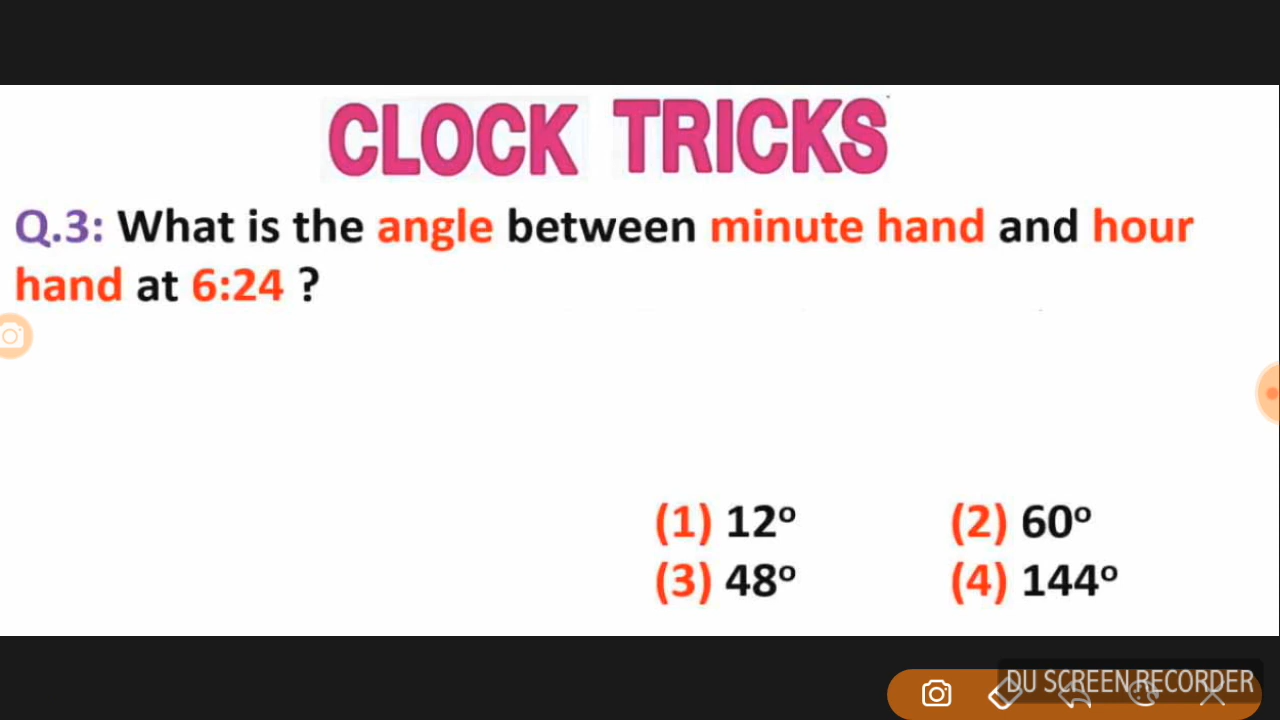 CLOCK TRICKS
Q.3: What is the angle between minute hand and hour
hand at 6:24 ?
(1) 12º (2) 60º
(3) 48º (4) 144º
DU SCREEN RECORDER